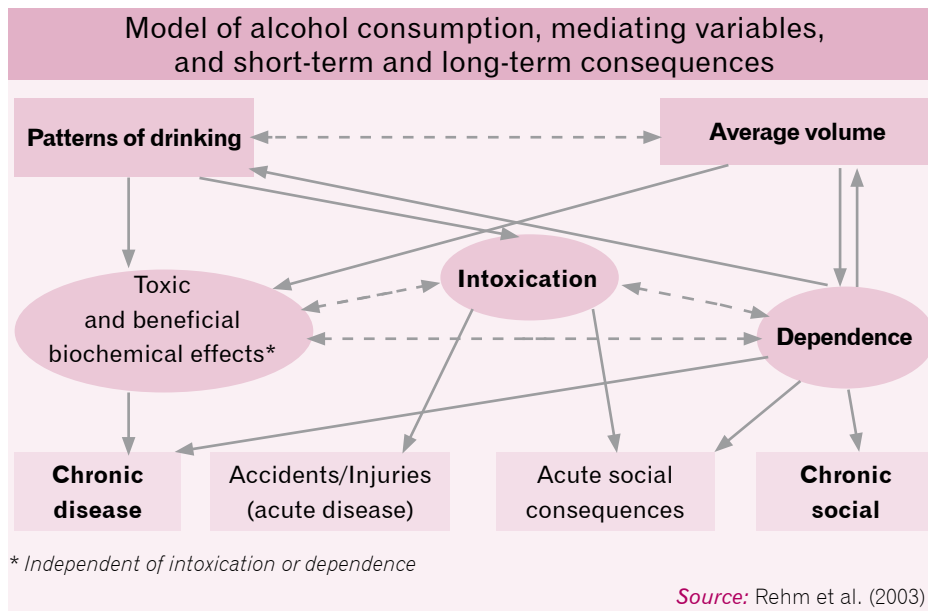 Model of alcohol consumption, mediating variables,
and short-term and long-term consequences
Patterns of drinking
Average volume
Toxic
and beneficial
biochemical effects*
Intoxication
Dependence
Chronic
disease
Accidents/Injuries
(acute disease)
Acute social
consequences
Chronic
social
* Independent of intoxication or dependence
Source: Rehm et al. (2003)